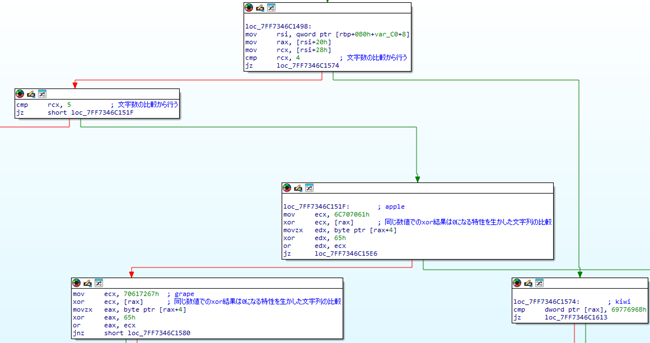 loc_7FF7346C1498:
mov rsi, qword ptr [rbp+080h+var_C0+8]
mov rax, [rsi+20h]
mov rcx, [rsi+28h]
cmp rcx, 4 ; 文字数の比較から行う
jz loc_7FF7346C1574
cmp rcx, 5 ; 文字数の比較から行う
jz short loc_7FF7346C151F
loc_7FF7346C151F: ; apple
mov ecx, 6C707061h
xor ecx, [rax] ; 同じ数値でのxor結果は0になる特性を生かした文字列の比較
movzx edx, byte ptr [rax+4]
xor edx, 65h
or edx, ecx
jz loc_7FF7346C15E6
mov ecx, 70617267h ; grape
xor ecx, [rax] ; 同じ数値でのxor結果は0になる特性を生かした文字列の比較
movzx eax, byte ptr [rax+4]
xor eax, 65h
or eax, ecx
jnz short loc_7FF7346C1580
loc_7FF7346C1574: ; kiwi
cmp dword ptr [rax], 6977696Bh
jz loc_7FF7346C1613